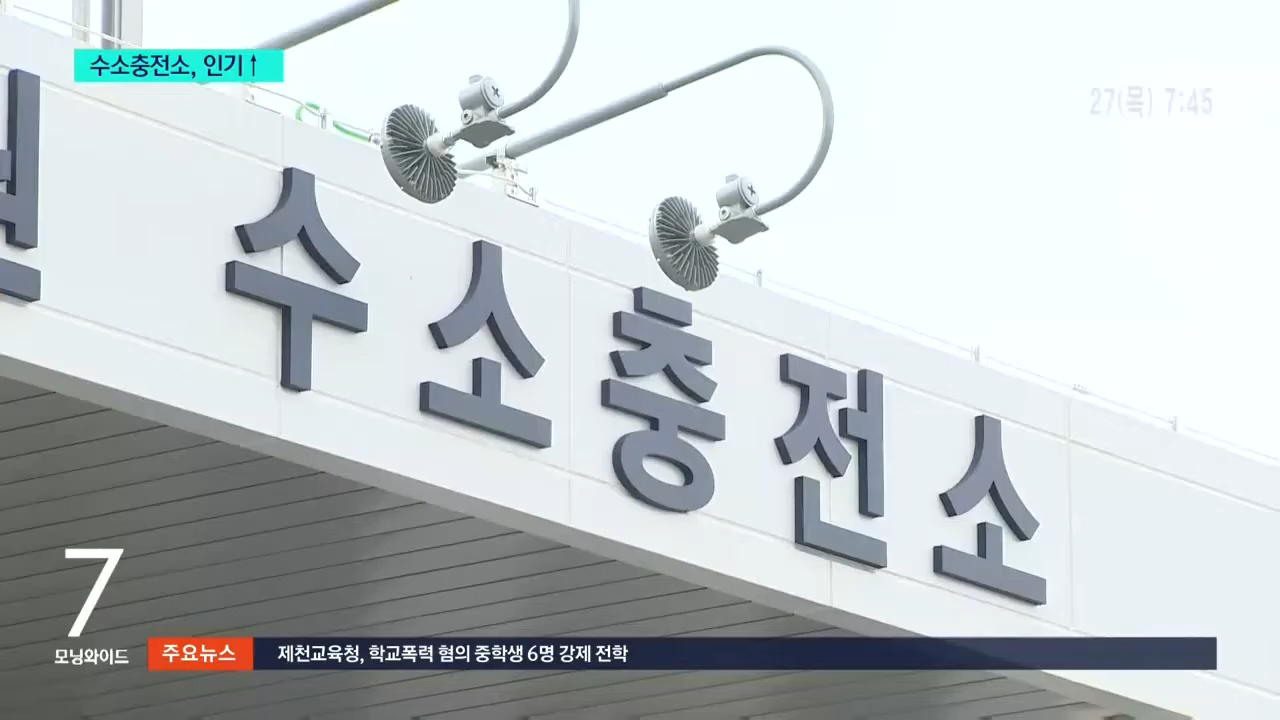 수소충전소, 인기↑
27(목) 7:45
수소충전소
7
모닝와이드
주요뉴스
제천교육청, 학교폭력 혐의 중학생 6명 강제 전학